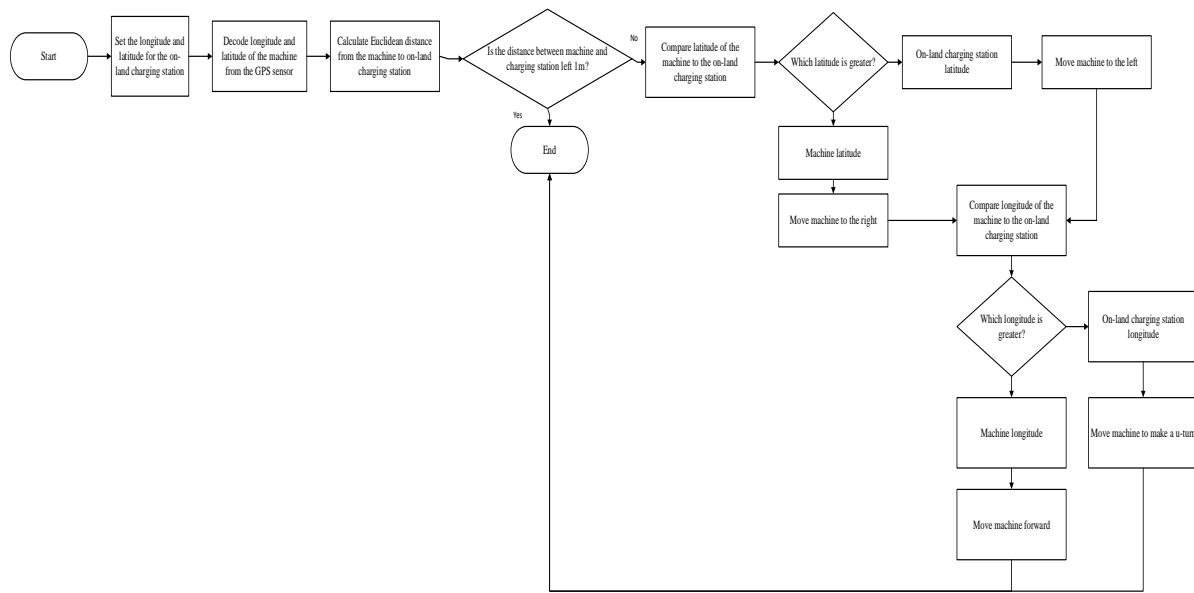 Start
Set the longitude and
latitude for the on-
land charging station
Decode longitude and
latitude of the machine
from the GPS sensor
Calculate Euclidean distance
from the machine to on-land
charging station
Is the distance between machine and
charging station left 1m?
No
Yes
End
Compare latitude of the
machine to the on-land
charging station
Which latitude is greater?
On-land charging station
latitude
Move machine to the left
Machine latitude
Move machine to the right
Compare longitude of the
machine to the on-land
charging station
Which longitude is
greater?
On-land charging station
longitude
Machine longitude
Move machine to make a u-turn
Move machine forward